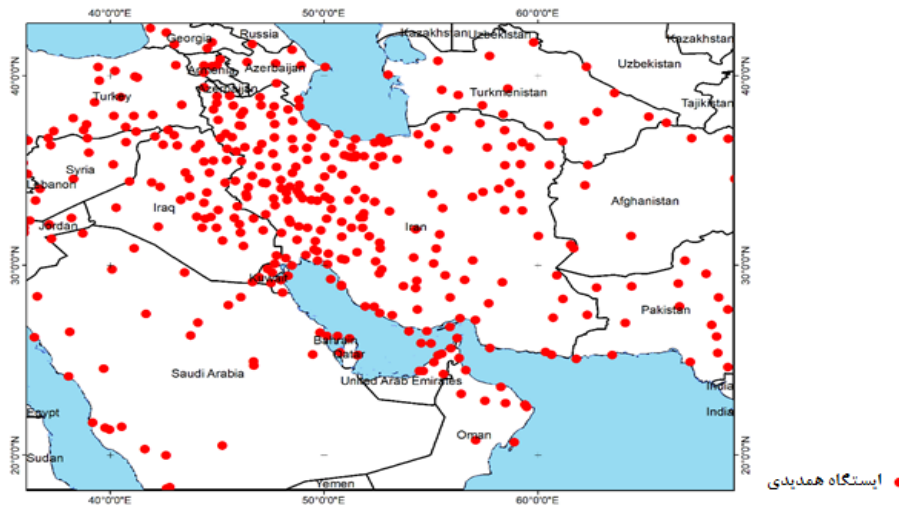 40°0'0"E 50°0'0"E 60°0'0"E
Georgia Russia Kazakhstan Uzbekistan Kazakhstan
Armenia Azerbaijan Uzbekistan
Azerbaijan
Turkey Turkmenistan Tajikistan
Syria
Lebanon Iraq Afghanistan
Jordan Iran
Kuwait
Pakistan
Bahrain
Qatar
Saudi Arabia United Arab Emirates India
Egypt India
Oman
Sudan
Yemen
40°0'0"N 40°0'0"N
30°0'0"N 30°0'0"N
20°0'0"N 20°0'0"N
40°0'0"E 50°0'0"E 60°0'0"E
ایستگاه همدیدی